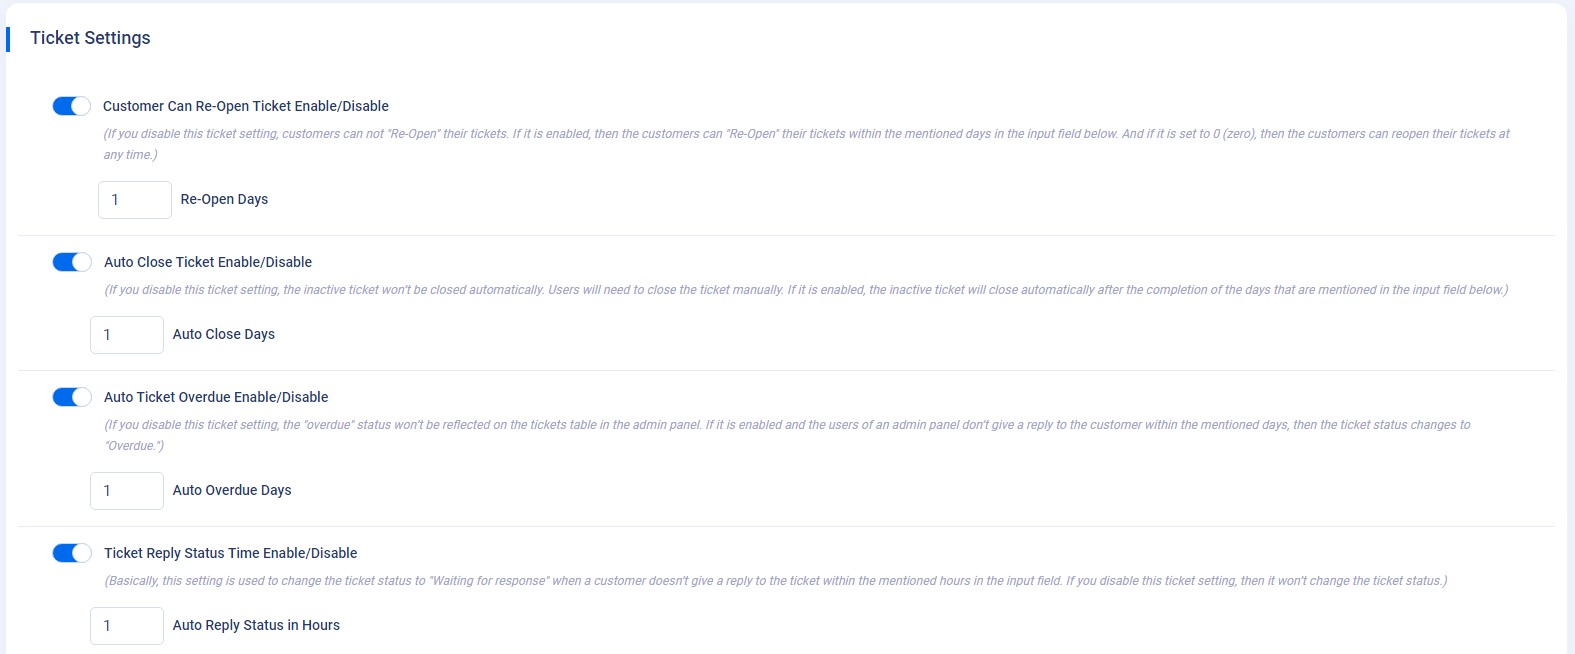 Ticket Settings
Customer Can Re-Open Ticket Enable/Disable
(If you disable this ticket setting, customers can not "Re-Open" their tickets. If it is enabled, then the customers can "Re-Open" their tickets within the mentioned days in the input field below. And if it is set to 0 (zero), then the customers can reopen their tickets at
any time.)
1 Re-Open Days
Auto Close Ticket Enable/Disable
(If you disable this ticket setting, the inactive ticket won't be closed automatically. Users will need to close the ticket manually. If it is enabled, the inactive ticket will close automatically after the completion of the days that are mentioned in the input field below.)
1 Auto Close Days
Auto Ticket Overdue Enable/Disable
(If you disable this ticket setting, the "overdue" status won't be reflected on the tickets table in the admin panel. If it is enabled and the users of an admin panel don't give a reply to the customer within the mentioned days, then the ticket status changes to
"Overdue.")
1 Auto Overdue Days
Ticket Reply Status Time Enable/Disable
(Basically, this setting is used to change the ticket status to "Waiting for response" when a customer doesn't give a reply to the ticket within the mentioned hours in the input field. If you disable this ticket setting, then it won't change the ticket status.)
1 Auto Reply Status in Hours